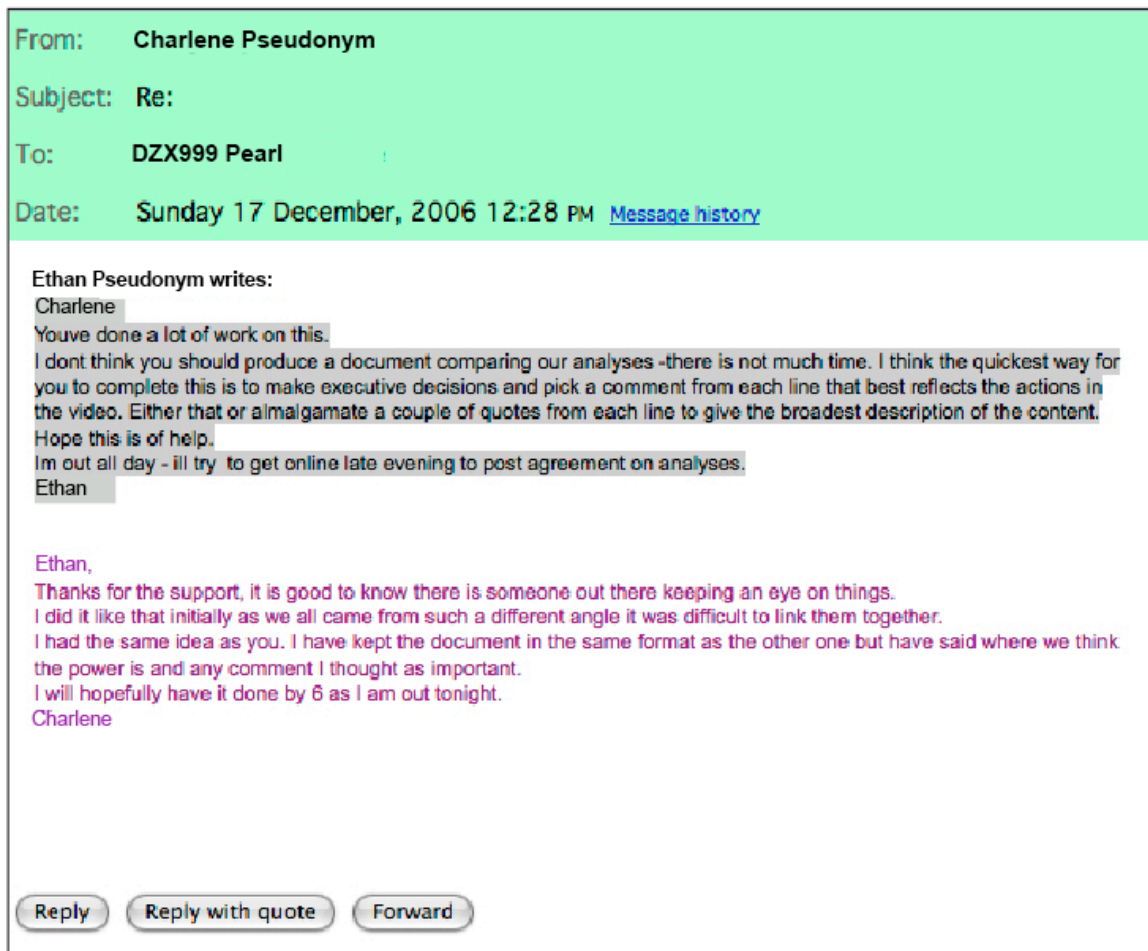 From: Charlene Pseudonym
Subject: Re:
To: DZX999 Pearl
Date: Sunday 17 December, 2006 12:28 PM Message history
Ethan Pseudonym writes:
Charlene
Youve done a lot of work on this.
I dont think you should produce a document comparing our analyses -there is not much time. I think the quickest way for
you to complete this is to make executive decisions and pick a comment from each line that best reflects the actions in
the video. Either that or almalgamate a couple of quotes from each line to give the broadest description of the content.
Hope this is of help.
Im out all day - ill try to get online late evening to post agreement on analyses.
Ethan
Ethan,
Thanks for the support, it is good to know there is someone out there keeping an eye on things.
I did it like that initially as we all came from such a different angle it was difficult to link them together.
I had the same idea as you. I have kept the document in the same format as the other one but have said where we think
the power is and any comment I thought as important.
I will hopefully have it done by 6 as I am out tonight.
Charlene
Reply Reply with quote Forward